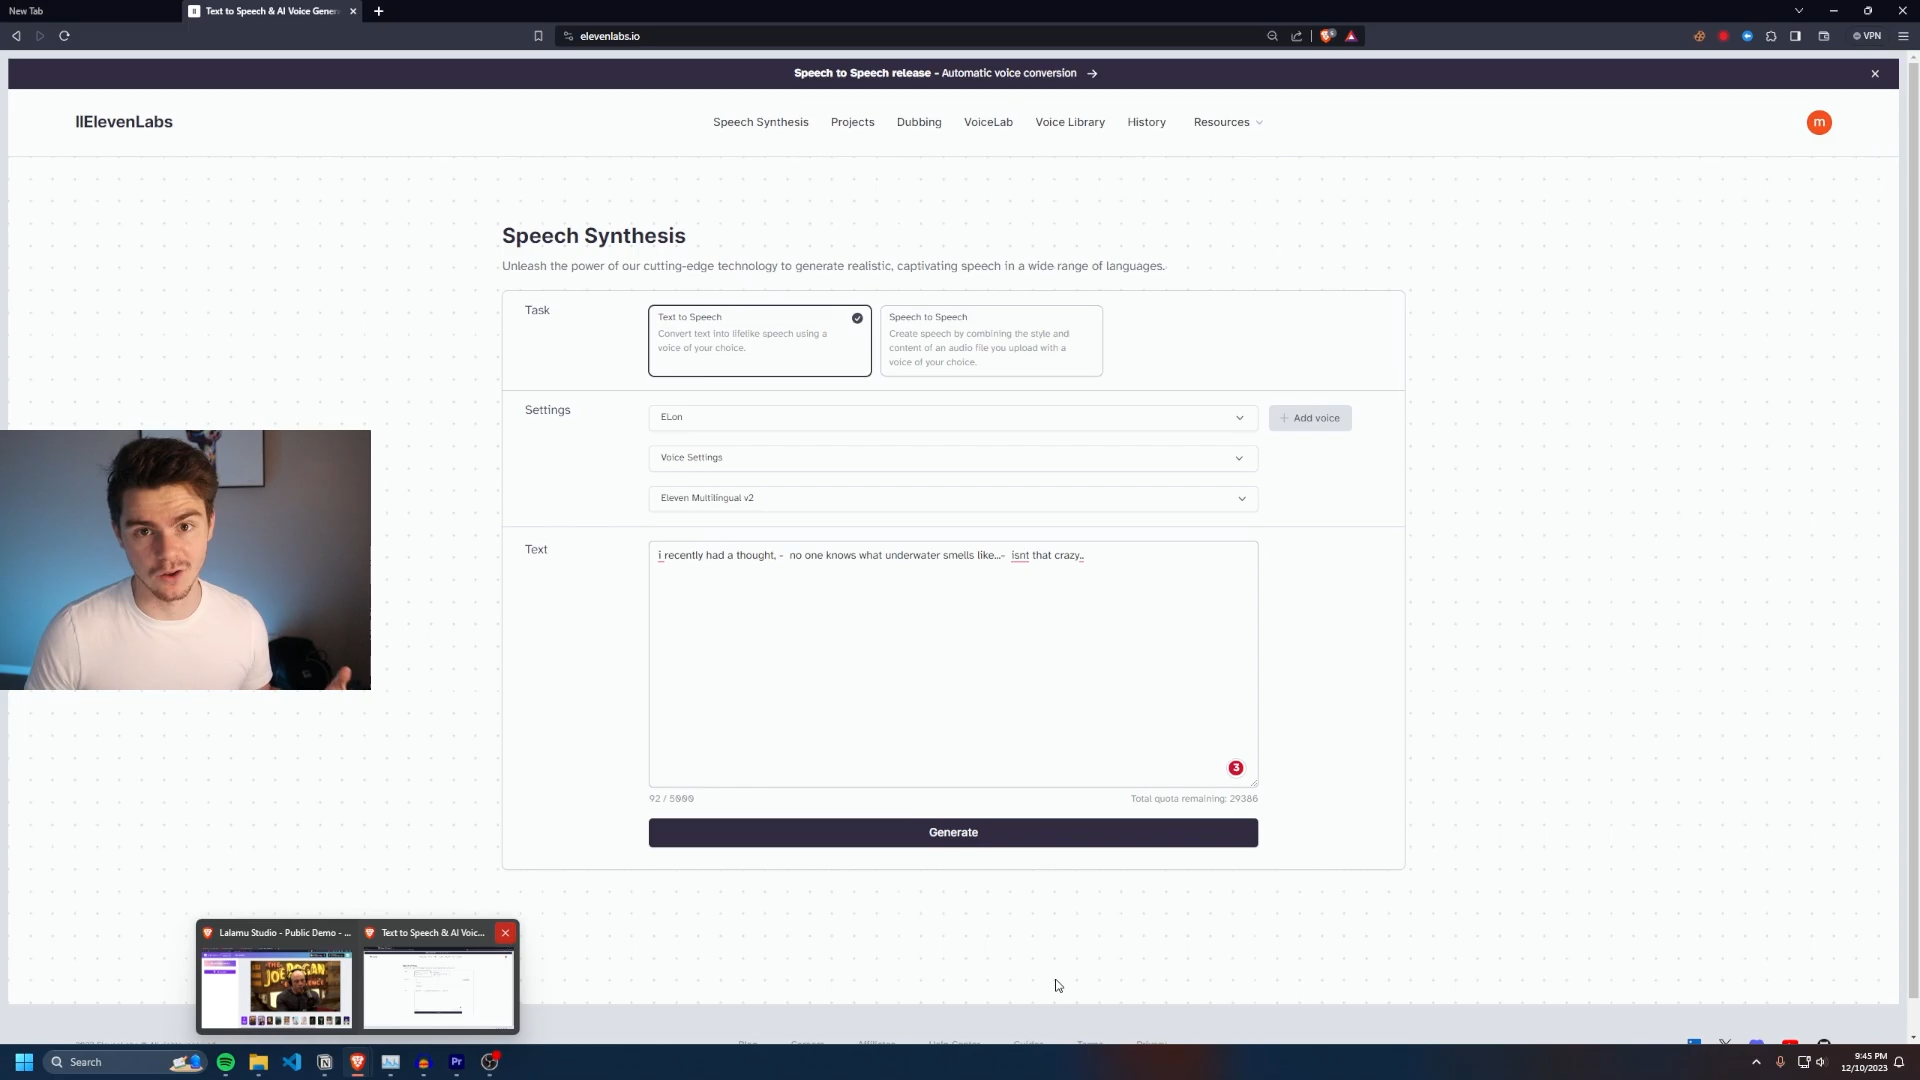 New Tab
Text to Speech & AI Voice Gener
elevenlabs.io
VPN
Speech to Speech release - Automatic voice conversion
IIElevenLabs
Speech Synthesis
Projects
Dubbing
VoiceLab
Voice Library
History
Resources
m
Speech Synthesis
Unleash the power of our cutting-edge technology to generate realistic, captivating speech in a wide range of languages.
Task
Text to Speech
Convert text into lifelike speech using a
voice of your choice.
Speech to Speech
Create speech by combining the style and
content of an audio file you upload with a
voice of your choice.
Settings
ELon
Add voice
Voice Settings
Eleven Multilingual v2
Text
i recently had a thought, - no one knows what underwater smells like...- isnt that crazy..
3
92 / 5000
Total quota remaining: 29386
Generate
Lalamu Studio - Public Demo - ...
Text to Speech & AI Voic...
THE
JOE ROGAN
Search
Pr
9:45 PM
12/10/2023